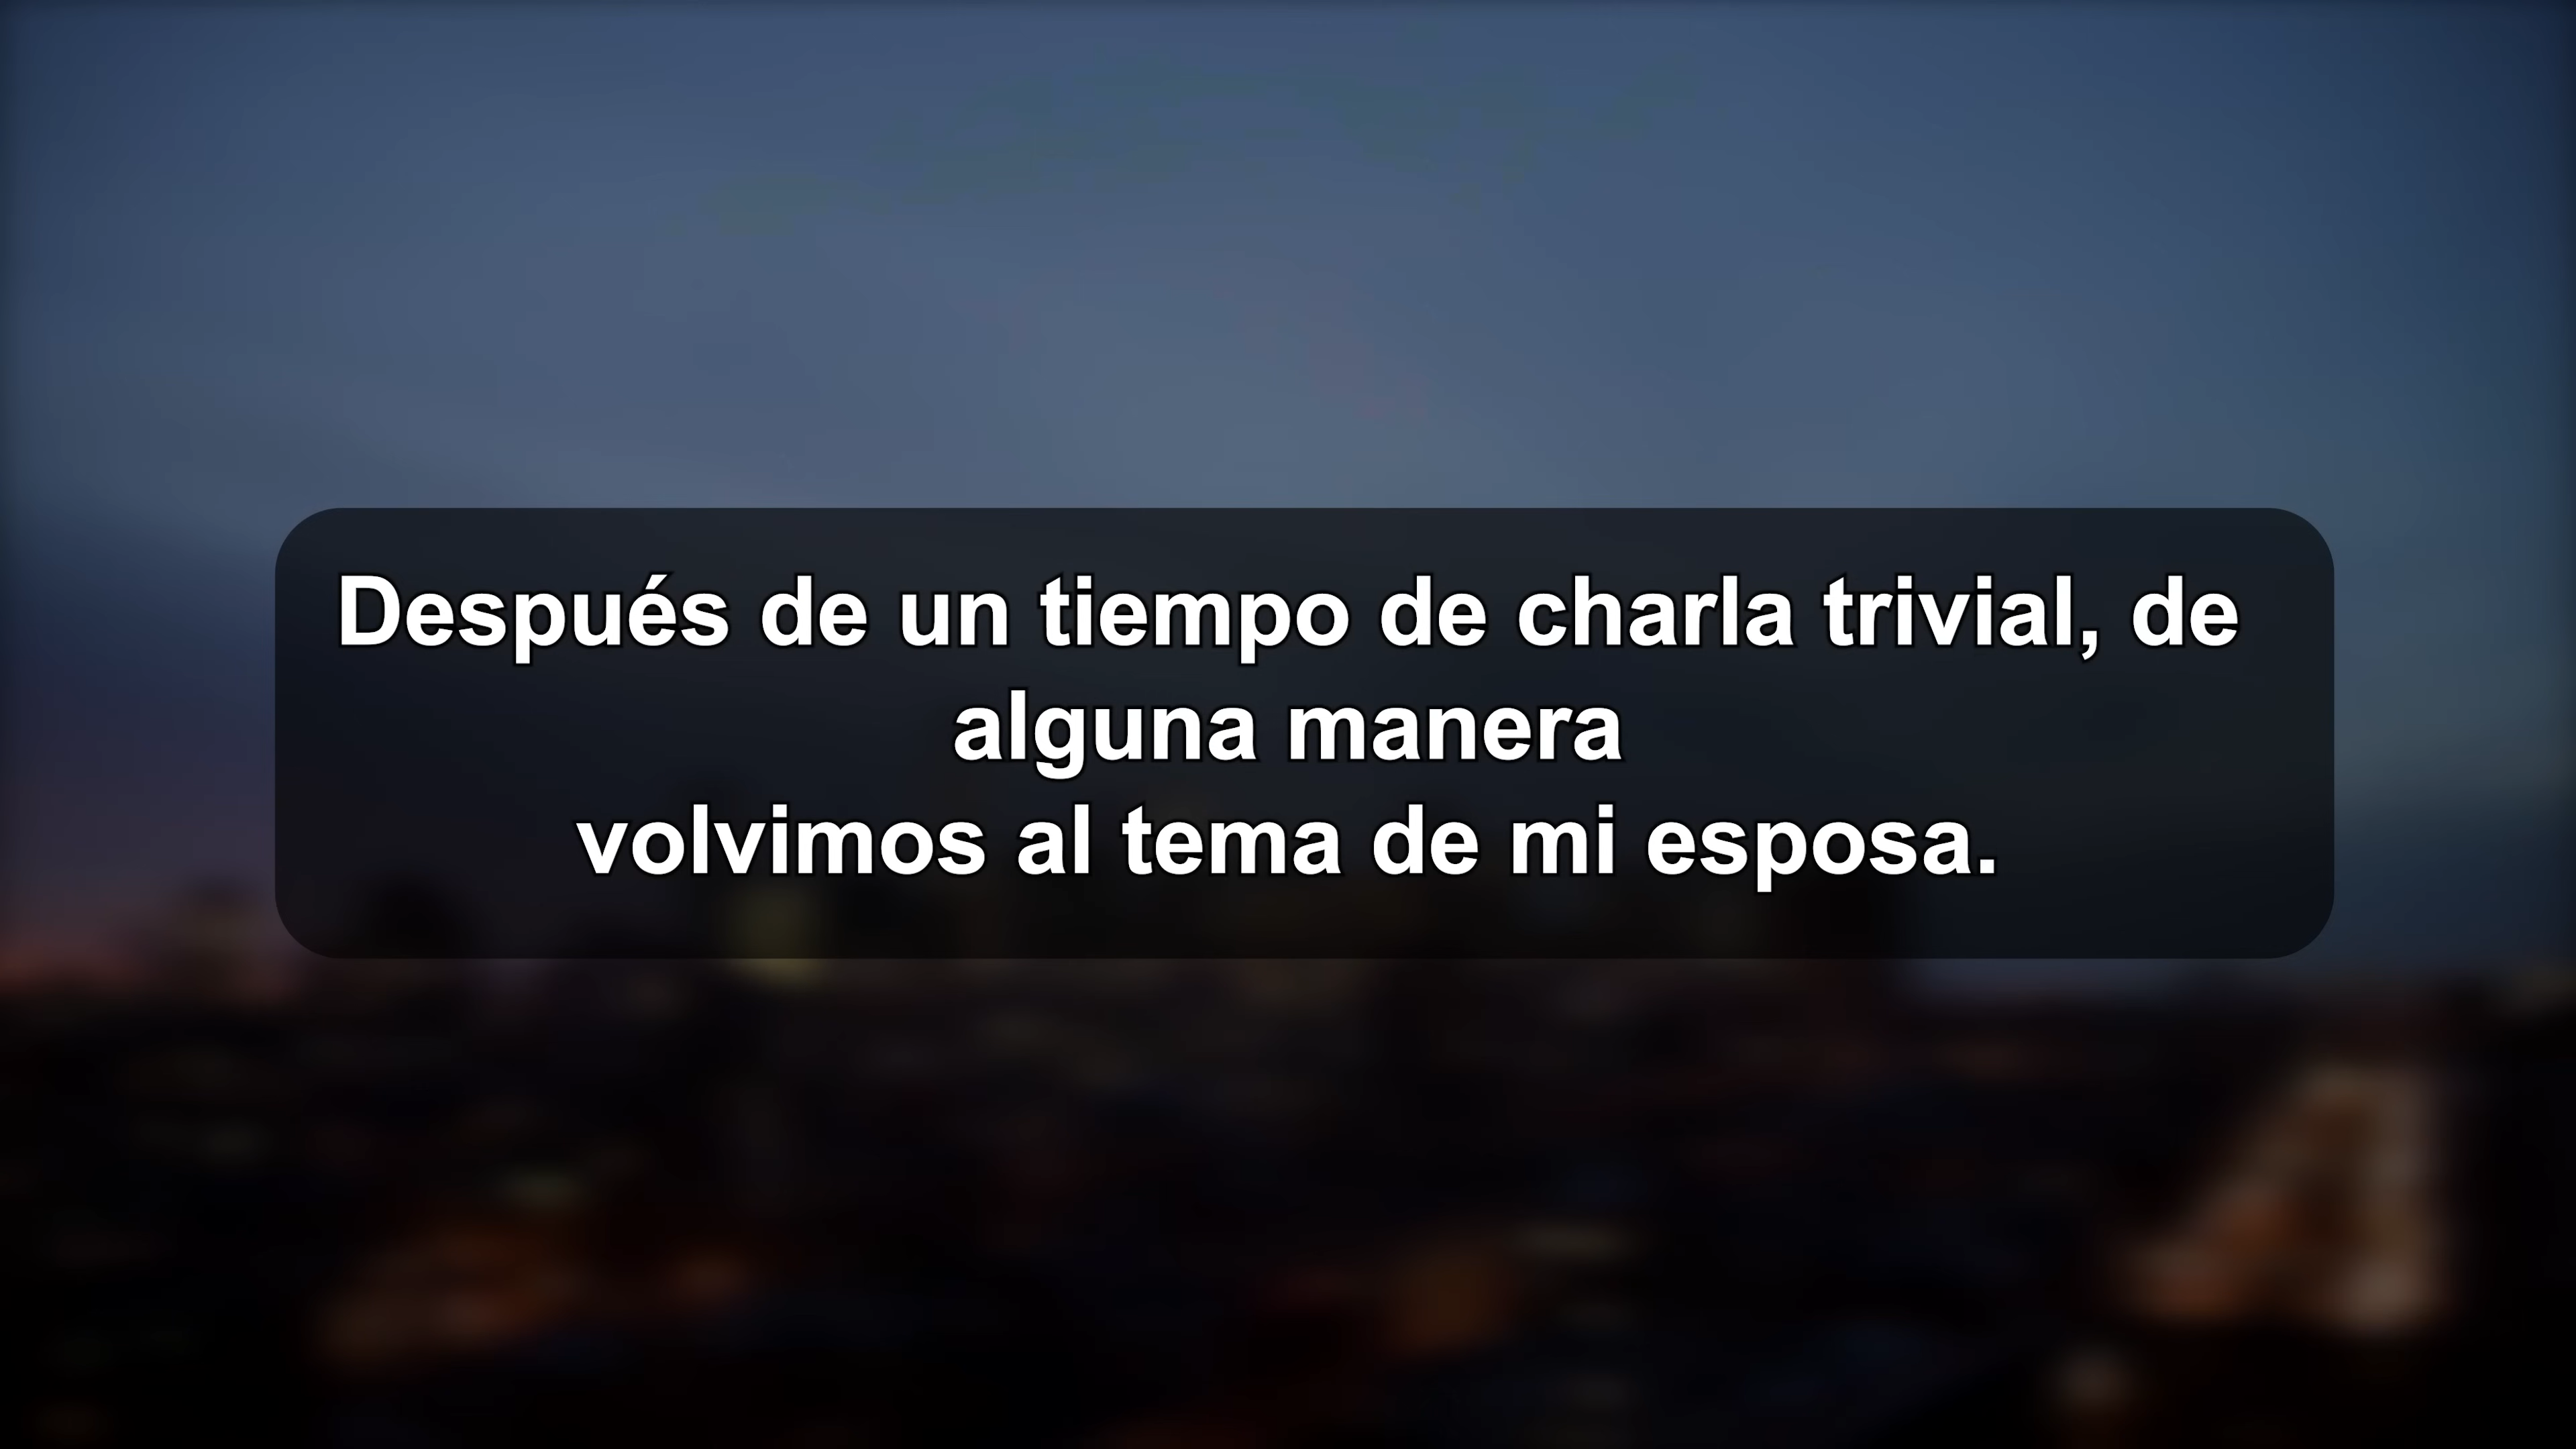 Después de un tiempo de charla trivial, de
alguna manera
volvimos al tema de mi esposa.